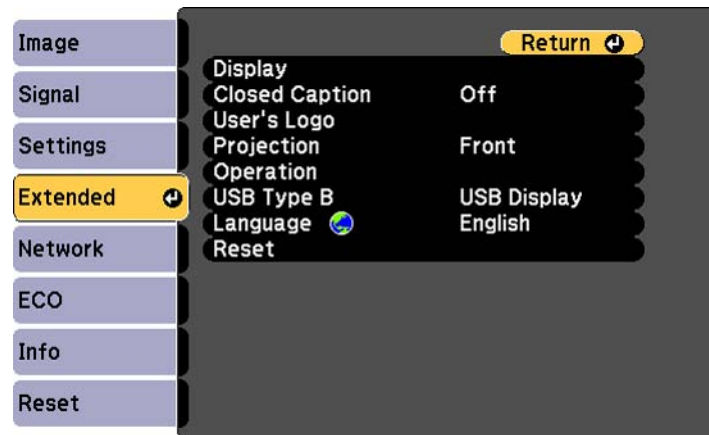 Image
Signal
Settings
Extended
Network
ECO
Info
Reset
Return
Display
Closed Caption Off
User's Logo
Projection Front
Operation
USB Type B USB Display
Language English
Reset